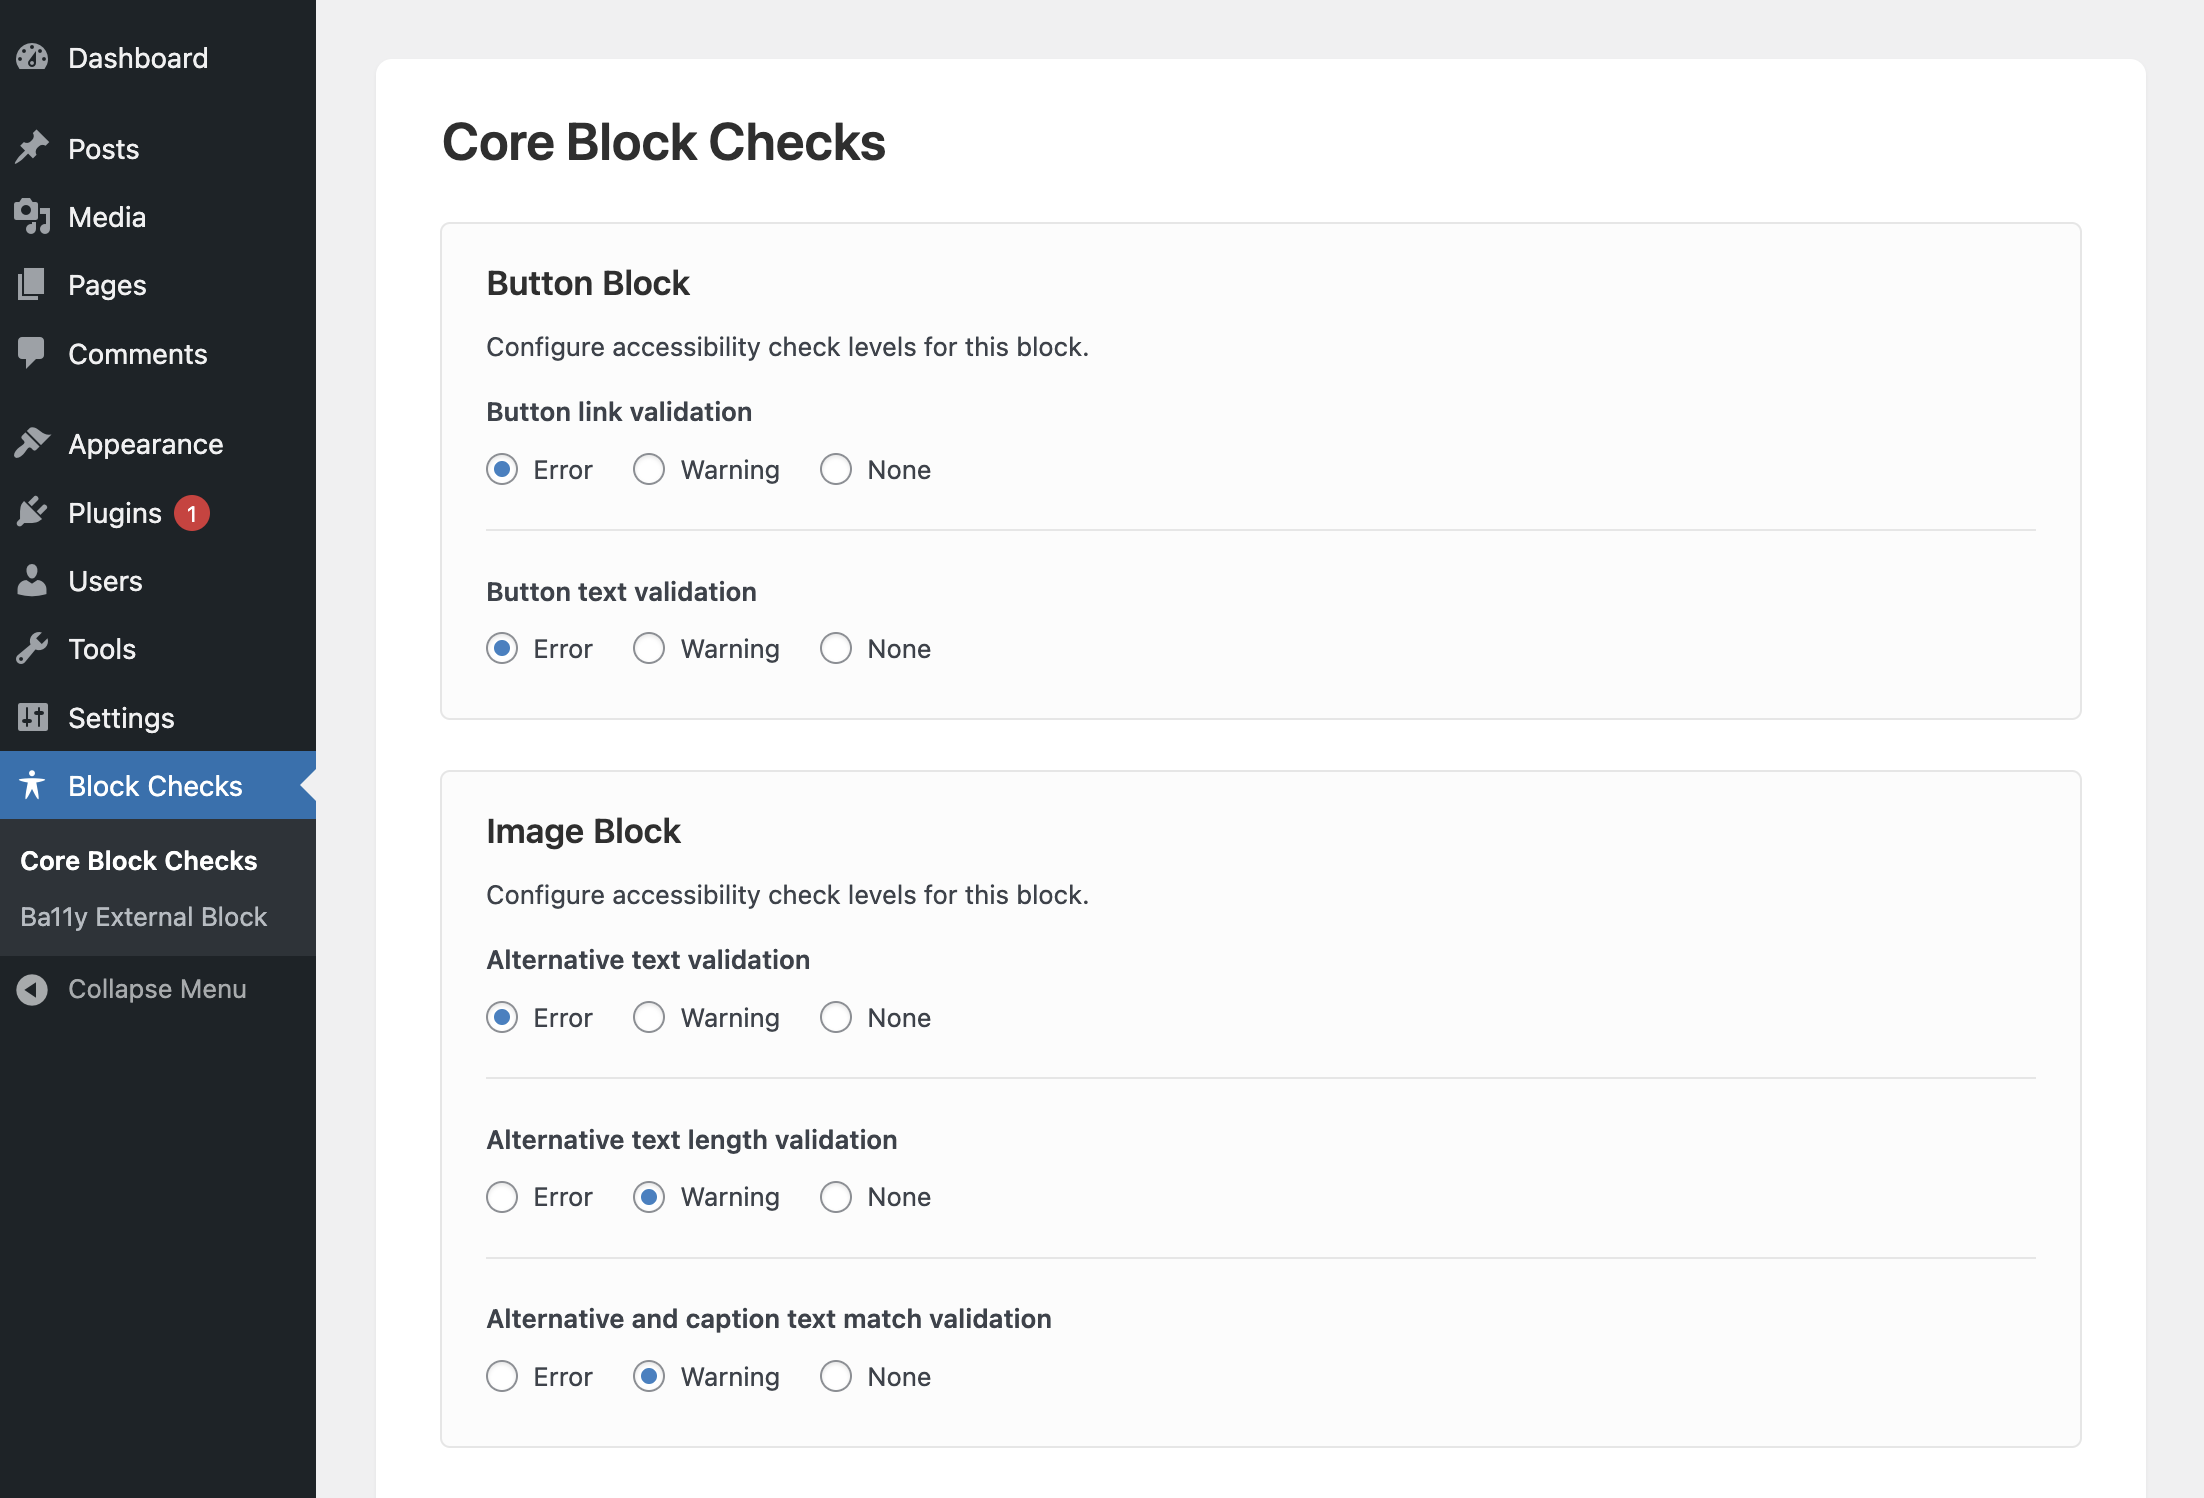 Dashboard
Posts
Media
Pages
Comments
Appearance
Plugins 1
Users
Tools
Settings
Block Checks
Core Block Checks
Ba11y External Block
Collapse Menu
Core Block Checks
Button Block
Configure accessibility check levels for this block.
Button link validation
Error Warning None
Button text validation
Error Warning None
Image Block
Configure accessibility check levels for this block.
Alternative text validation
Error Warning None
Alternative text length validation
Error Warning None
Alternative and caption text match validation
Error Warning None